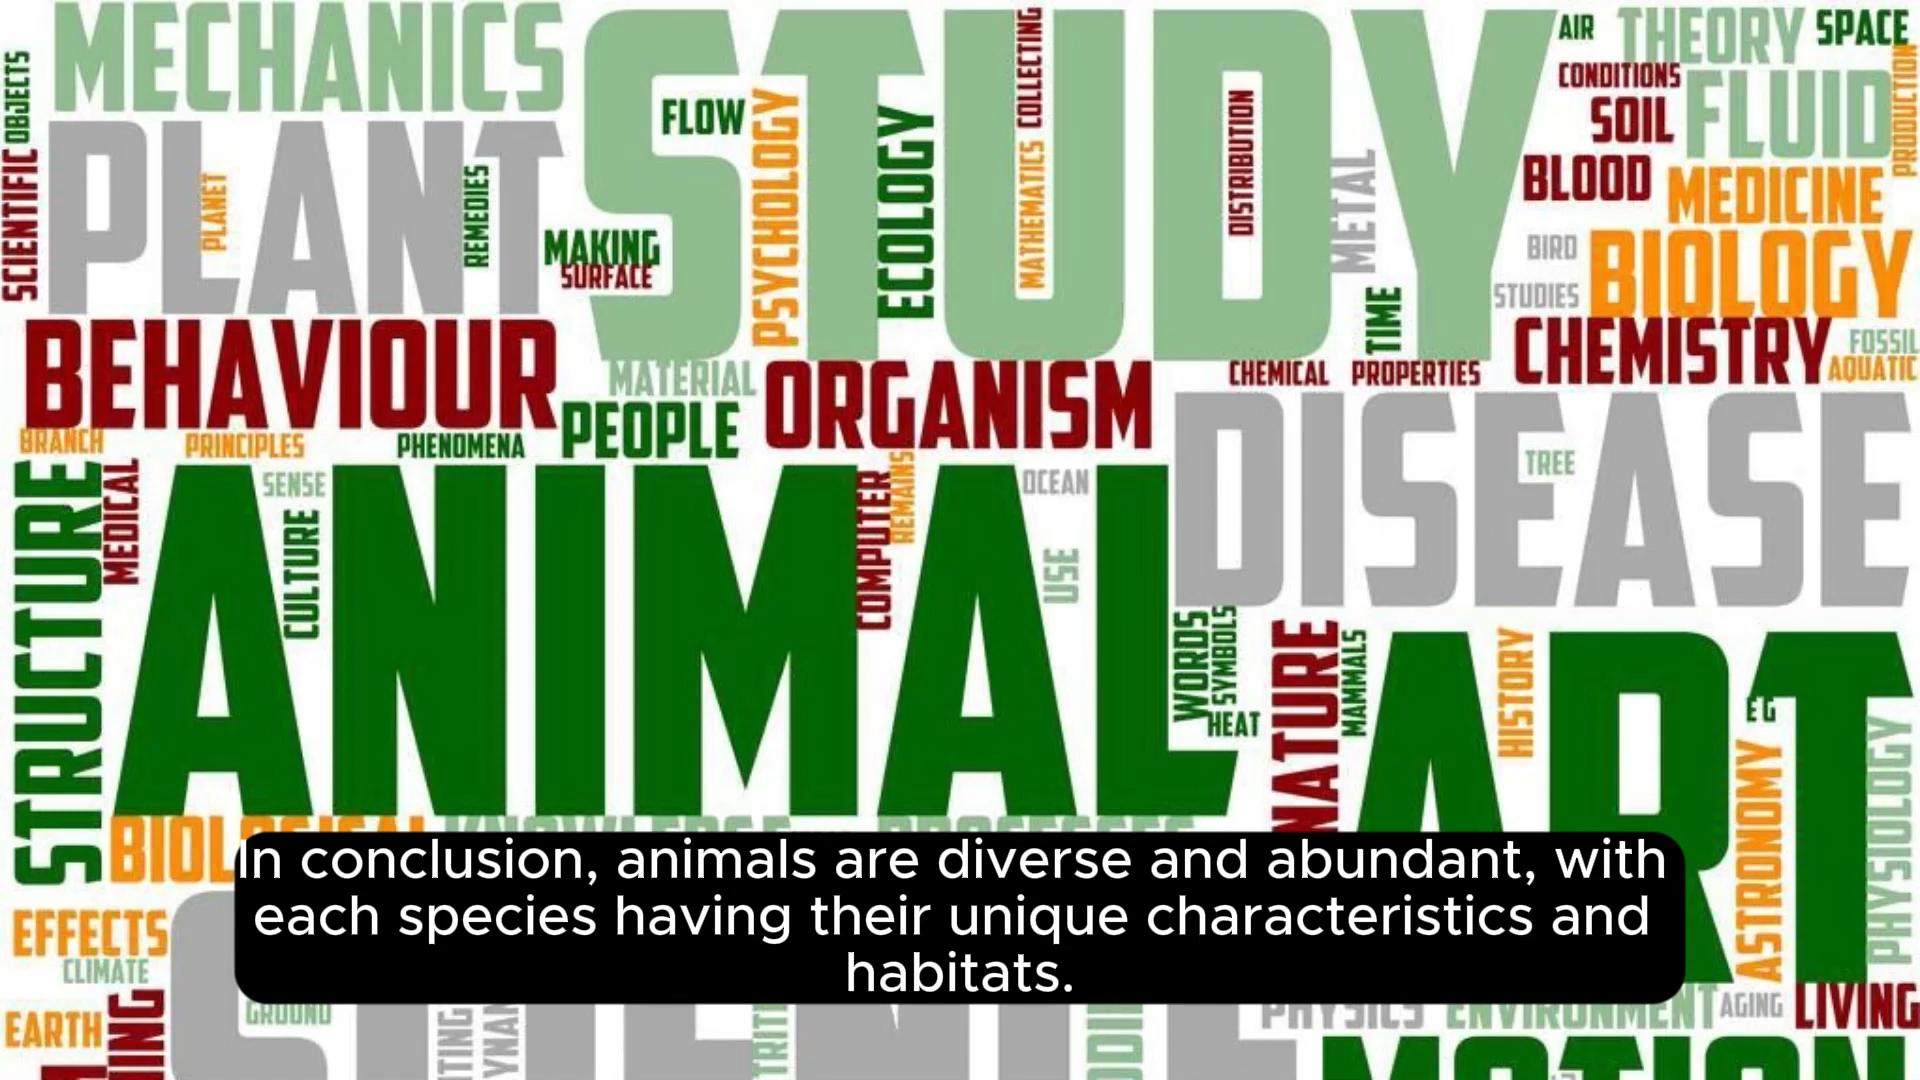 MECHANICS
STUDY
AIR
THEORY
SPACE
OBJECTS
COLLECTING
CONDITIONS
FLUID
PRODUCTION
FLOW
PSYCHOLOGY
ECOLOGY
DISTRIBUTION
SOIL
PLANT
SCIENTIFIC
PLANET
REMEDIES
MATHEMATICS
METAL
BLOOD
MEDICINE
MAKING
SURFACE
BIRD
BIOLOGY
STUDIES
TIME
BEHAVIOUR
CHEMISTRY
FOSSIL
AQUATIC
MATERIAL
ORGANISM
CHEMICAL
PROPERTIES
PEOPLE
DISEASE
BRANCH
PRINCIPLES
PHENOMENA
STRUCTURE
MEDICAL
SENSE
ANIMAL
CULTURE
COMPUTER
REMAINS
OCEAN
TREE
USE
WORDS
SYMBOLS
HEAT
NATURE
MAMMALS
ART
HISTORY
EG
ASTRONOMY
PHYSIOLOGY
In conclusion, animals are diverse and abundant, with
each species having their unique characteristics and
habitats.
EFFECTS
CLIMATE
EARTH
GROUND
PHYSICS
ENVIRONMENT
AGING
LIVING
MOTION